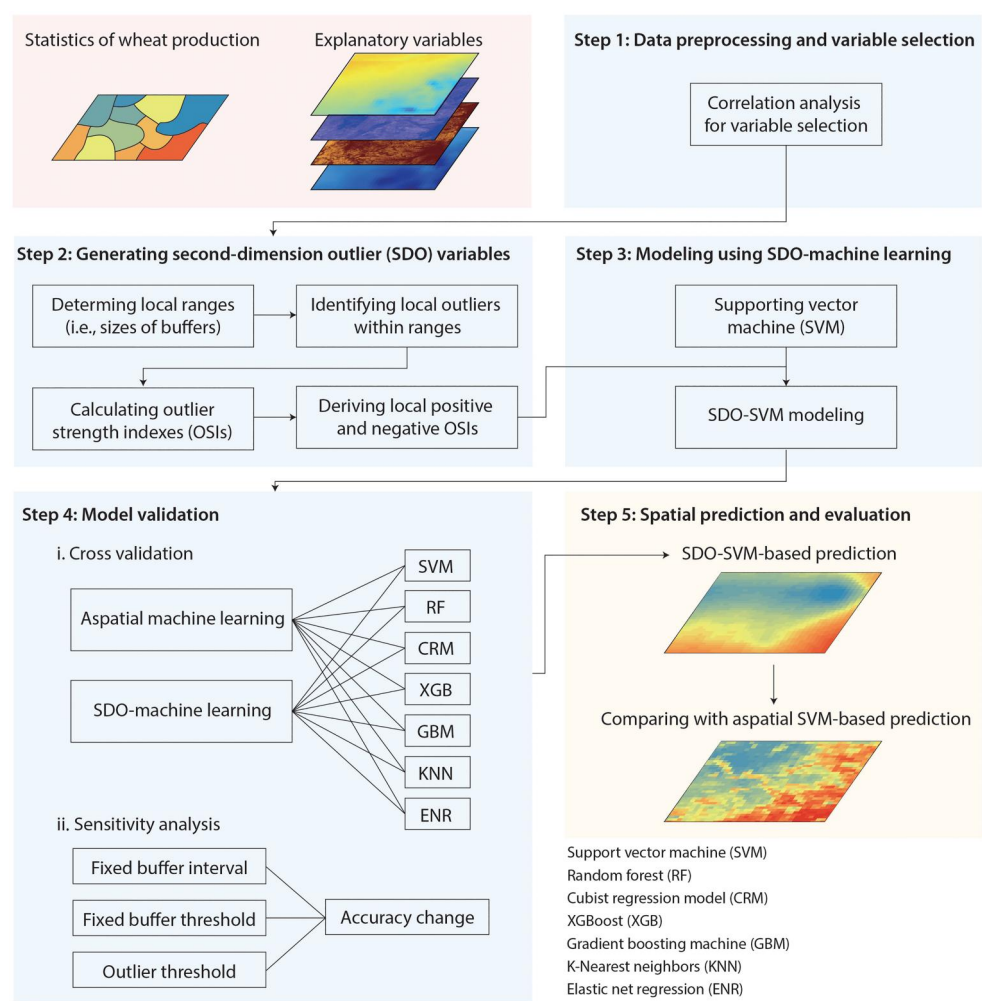 Statistics of wheat production
Explanatory variables
Step 1: Data preprocessing and variable selection
Correlation analysis
for variable selection
Step 2: Generating second-dimension outlier (SDO) variables
Determng local ranges
(i.e., sizes of buffers)
Identifying local outliers
within ranges
Calculating outlier
strength indexes (OSIs)
Deriving local positive
and negative OSIs
Step 3: Modeling using SDO-machine learning
Supporting vector
machine (SVM)
SDO-SVM modeling
Step 4: Model validation
i. Cross validation
Aspatial machine learning
SDO-machine learning
SVM
RF
CRM
XGB
GBM
KNN
ENR
ii. Sensitivity analysis
Fixed buffer interval
Fixed buffer threshold
Outlier threshold
Accuracy change
Step 5: Spatial prediction and evaluation
SDO-SVM-based prediction
Comparing with aspatial SVM-based prediction
Support vector machine (SVM)
Random forest (RF)
Cubist regression model (CRM)
XGBoost (XGB)
Gradient boosting machine (GBM)
K-Nearest neighbors (KNN)
Elastic net regression (ENR)